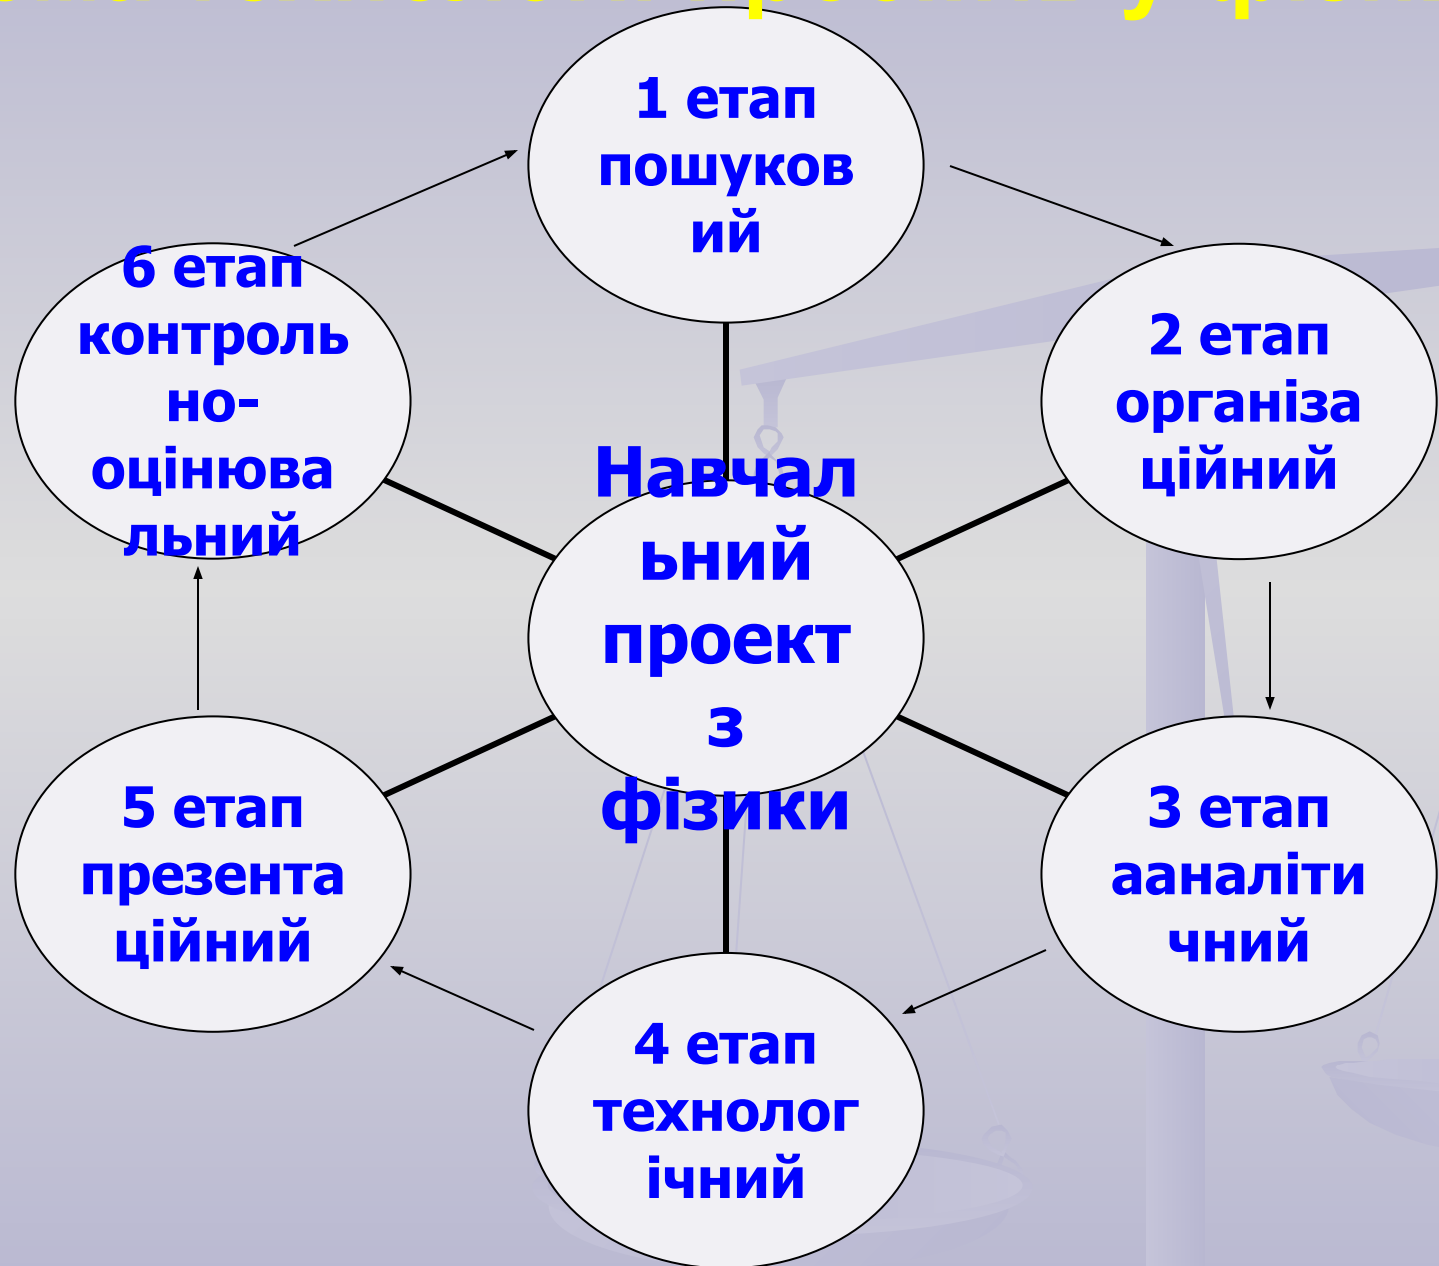 1 етап
пошуков
ий
2 етап
організа
ційний
3 етап
ааналіти
чний
4 етап
технолог
ічний
5 етап
презента
ційний
6 етап
контроль
но-
оцінюва
льний
Навчал
ьний
проект
з
фізики